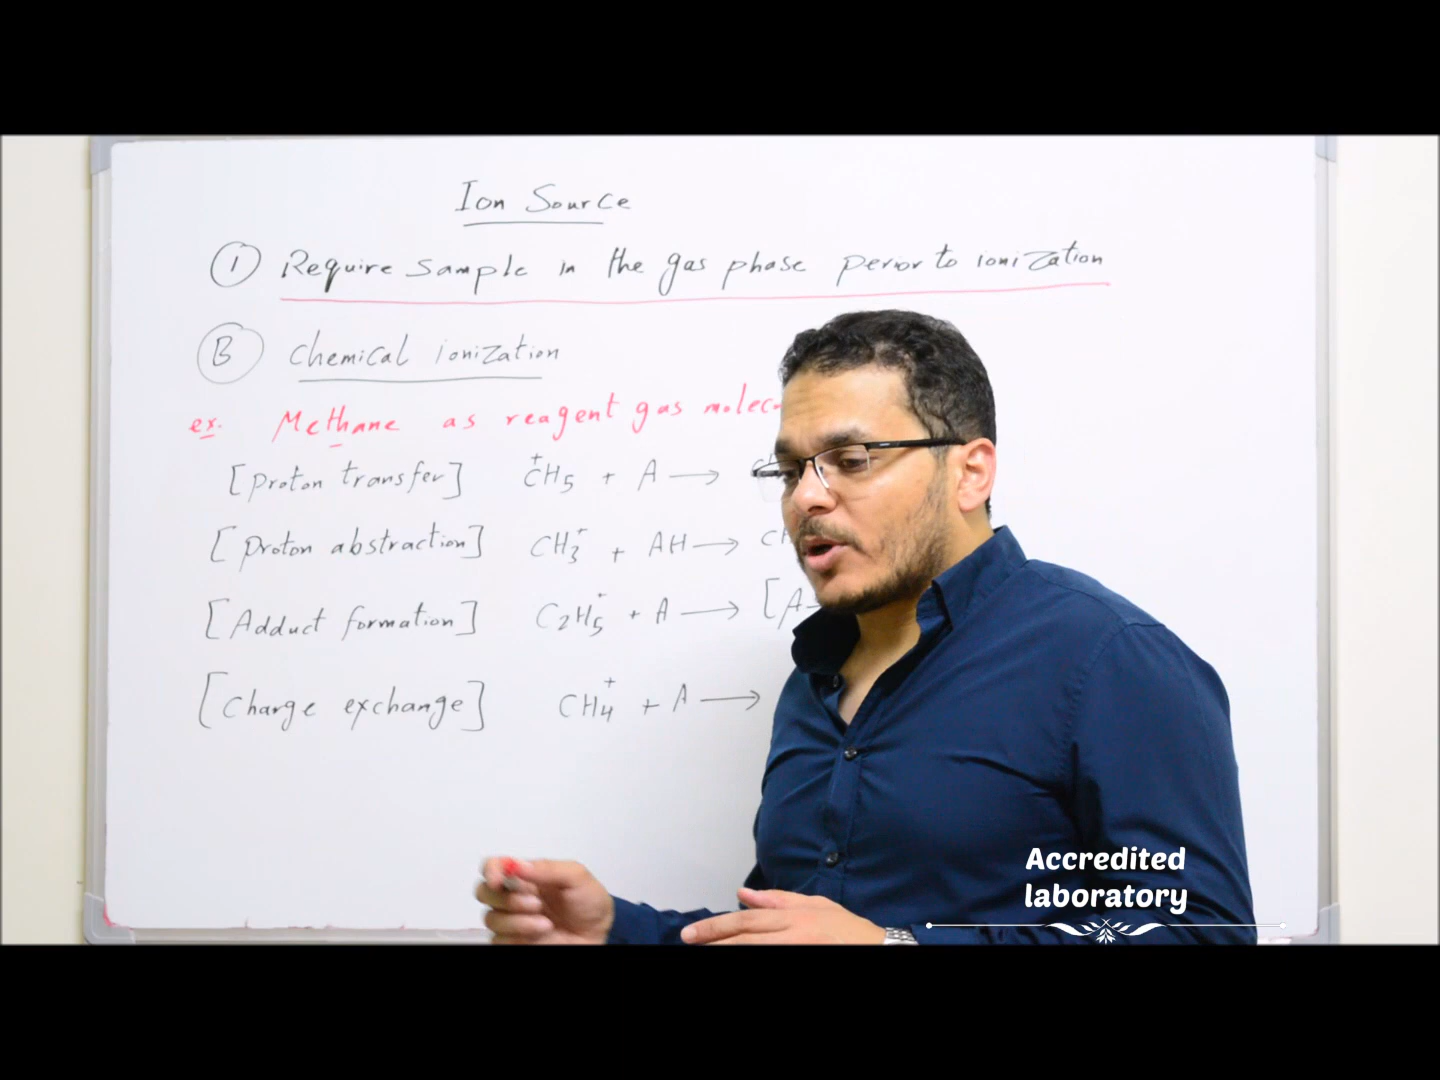 Ion Source
1 Require sample in the gas phase perior to ionization
B Chemical ionization
ex. Methane as reagent gas
[Proton transfer] +CH5 + A →
[Proton abstraction] CH3+ + AH →
[Adduct formation] C2H5+ + A → [A
[Charge exchange] CH4+ + A →
Accredited
laboratory